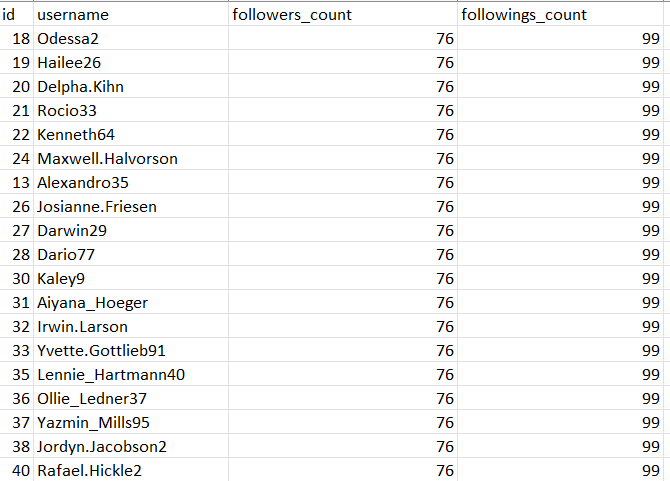 id username followers_count followings_count
18 Odessa2 76 99
19 Hailee26 76 99
20 Delpha.Kihn 76 99
21 Rocio33 76 99
22 Kenneth64 76 99
24 Maxwell.Halvorson 76 99
13 Alexandro35 76 99
26 Josianne.Friesen 76 99
27 Darwin29 76 99
28 Dario77 76 99
30 Kaley9 76 99
31 Aiyana_Hoeger 76 99
32 Irwin.Larson 76 99
33 Yvette.Gottlieb91 76 99
35 Lennie_Hartmann40 76 99
36 Ollie_Ledner37 76 99
37 Yazmin_Mills95 76 99
38 Jordyn.Jacobson2 76 99
40 Rafael.Hickle2 76 99